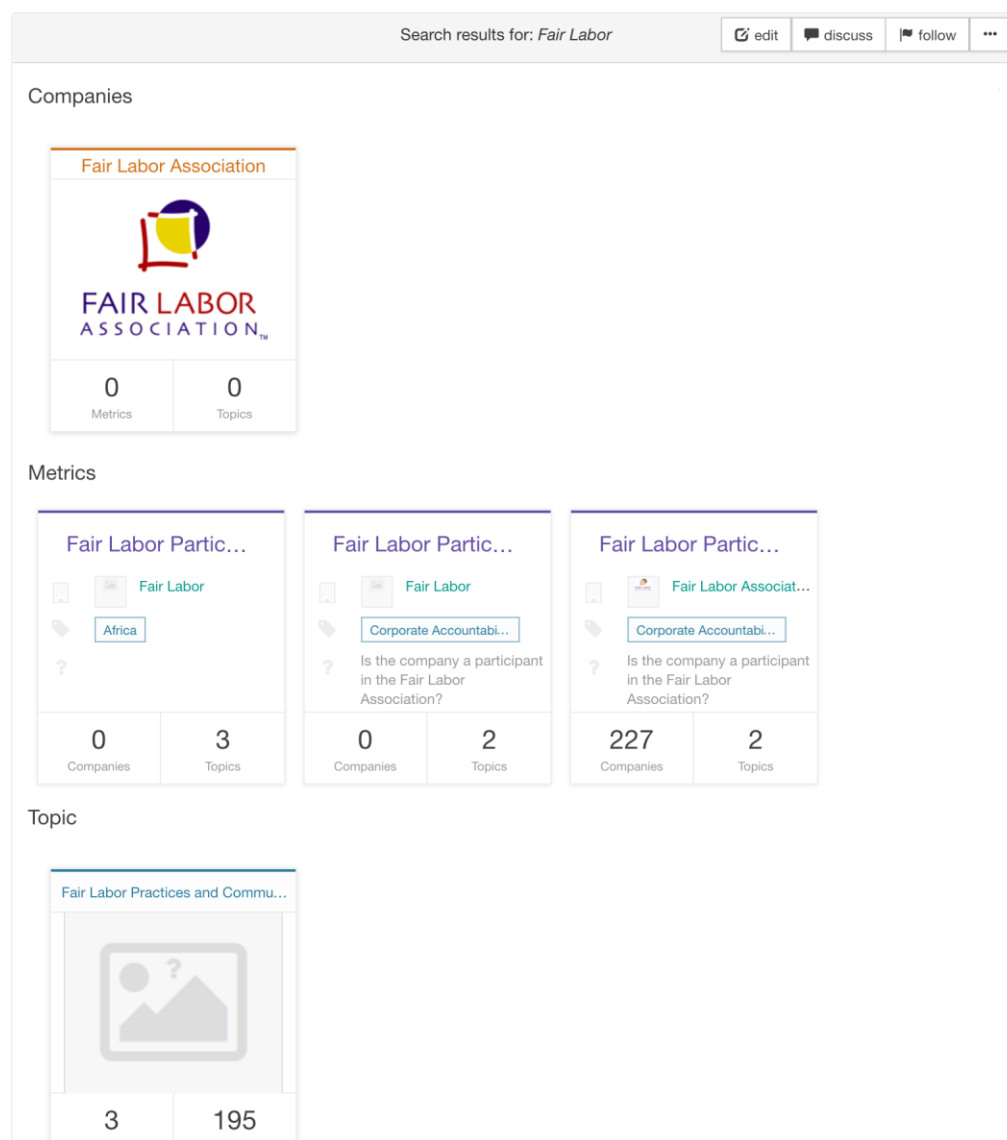 Search results for: Fair Labor
edit
discuss
follow
Companies
Fair Labor Association
FAIR LABOR
ASSOCIATION™
0 0
Metrics Topics
Metrics
Fair Labor Partic...
Fair Labor
Africa
?
0 3
Companies Topics
Fair Labor Partic...
Fair Labor
Corporate Accountabi...
? Is the company a participant
in the Fair Labor
Association?
0 2
Companies Topics
Fair Labor Partic...
Fair Labor Associat...
Corporate Accountabi...
? Is the company a participant
in the Fair Labor
Association?
227 2
Companies Topics
Topic
Fair Labor Practices and Commu...
?
3 195